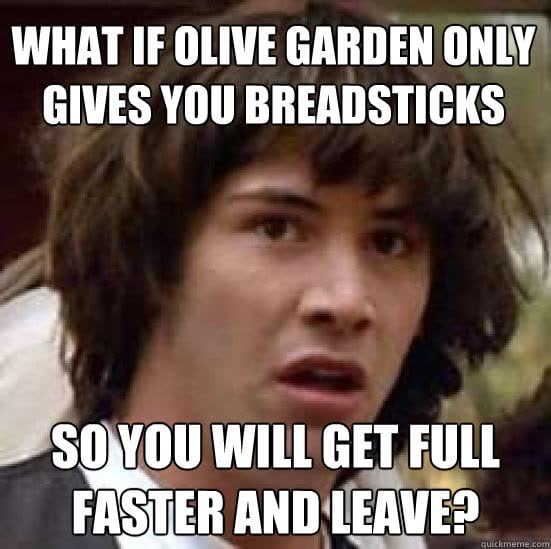 WHAT IF OLIVE GARDEN ONLY
GIVES YOU BREADSTICKS
SO YOU WILL GET FULL
FASTER AND LEAVE?
quickmeme.com